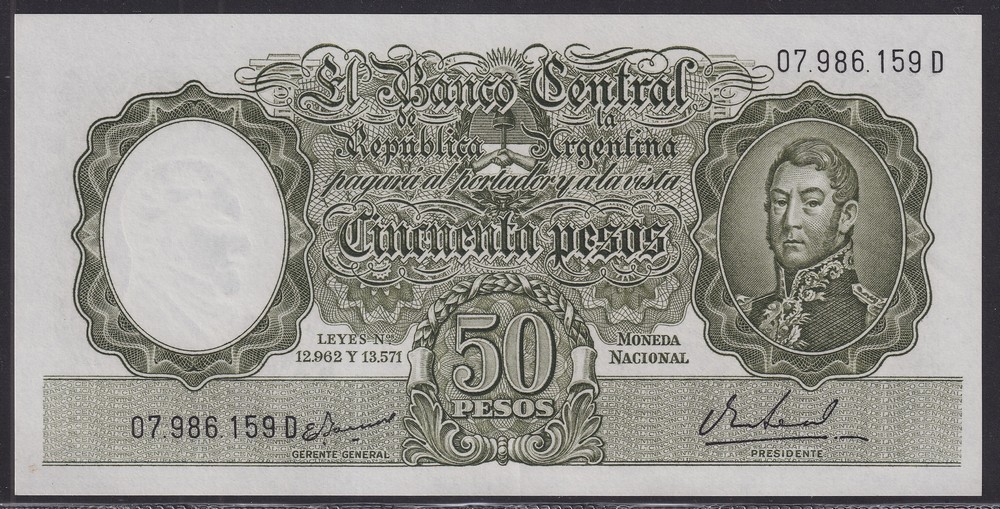 07.986.159 D
El Banco Central
de la
República Argentina
pagará al portador y a la vista
Cincuenta pesos
LEYES Nos
12.962 Y 13.571
50
PESOS
MONEDA
NACIONAL
07.986.159 D
GERENTE GENERAL
PRESIDENTE